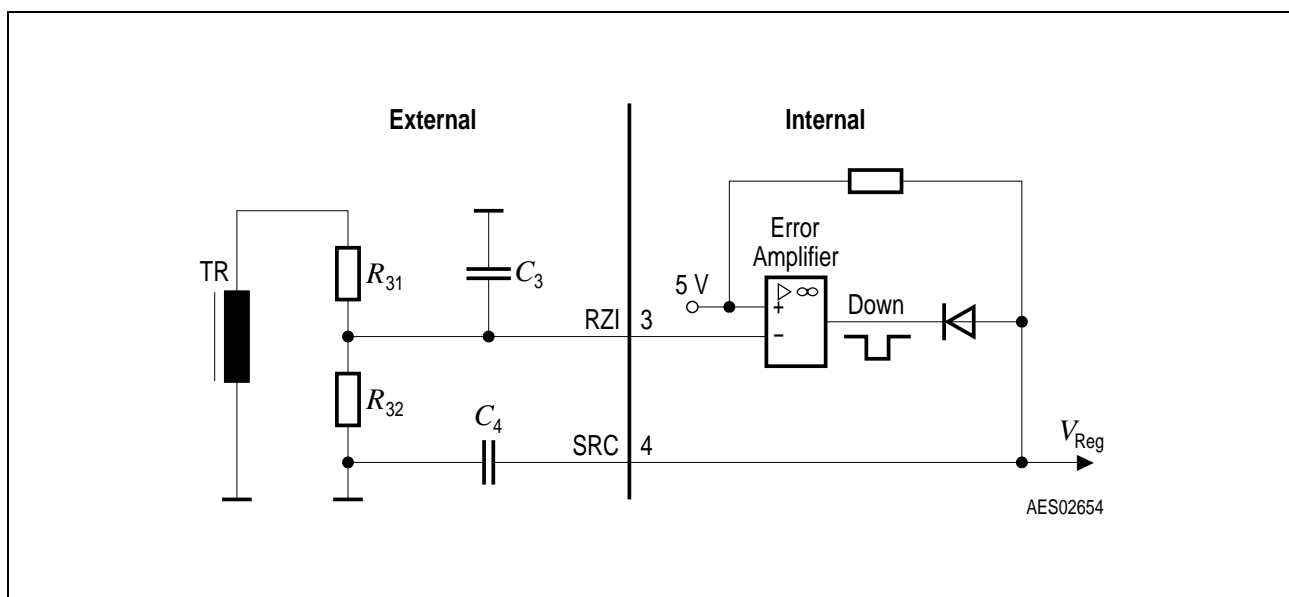 External
Internal
Error
Amplifier
TR
R31
C3
5 V
+
−
▷ ∞
Down
RZI 3
R32
C4
SRC 4
VReg
AES02654